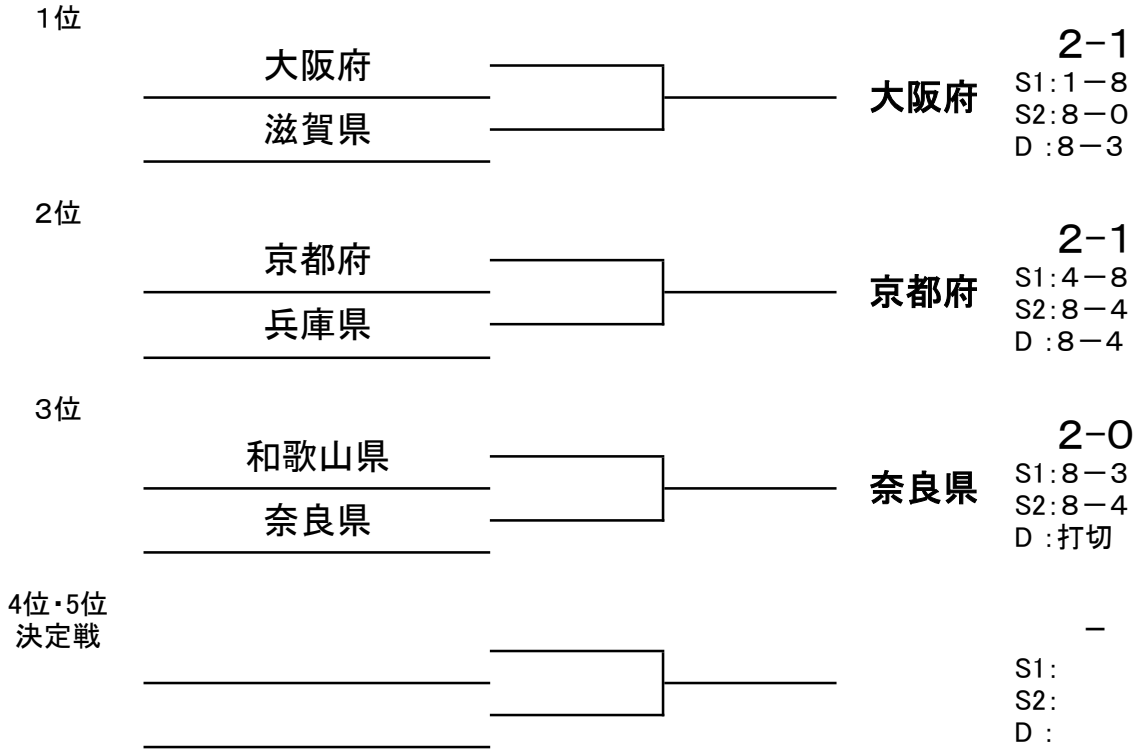 1位
大阪府
滋賀県
大阪府
2-1
S1:1-8
S2:8-0
D :8-3
2位
京都府
兵庫県
京都府
2-1
S1:4-8
S2:8-4
D :8-4
3位
和歌山県
奈良県
奈良県
2-0
S1:8-3
S2:8-4
D :打切
4位・5位
決定戦
-
S1:
S2:
D :